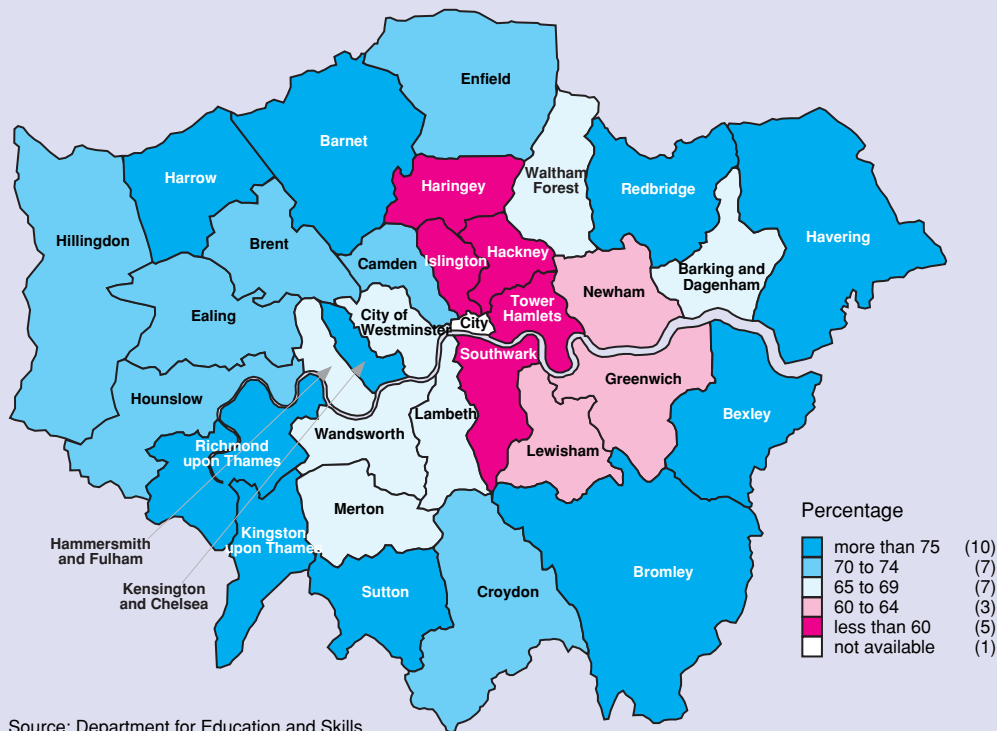 Enfield
Barnet
Harrow
Haringey
Waltham
Forest
Redbridge
Havering
Hillingdon
Brent
Camden
Islington
Hackney
Newham
Barking and
Dagenham
Ealing
City of
Westminster
City
Tower
Hamlets
Southwark
Greenwich
Hounslow
Lambeth
Wandsworth
Bexley
Richmond
upon Thames
Lewisham
Merton
Hammersmith
and Fulham
Kingston
upon Thames
Kensington
and Chelsea
Sutton
Croydon
Bromley
Percentage
more than 75 (10)
70 to 74 (7)
65 to 69 (7)
60 to 64 (3)
less than 60 (5)
not available (1)
Source: Department for Education and Skills